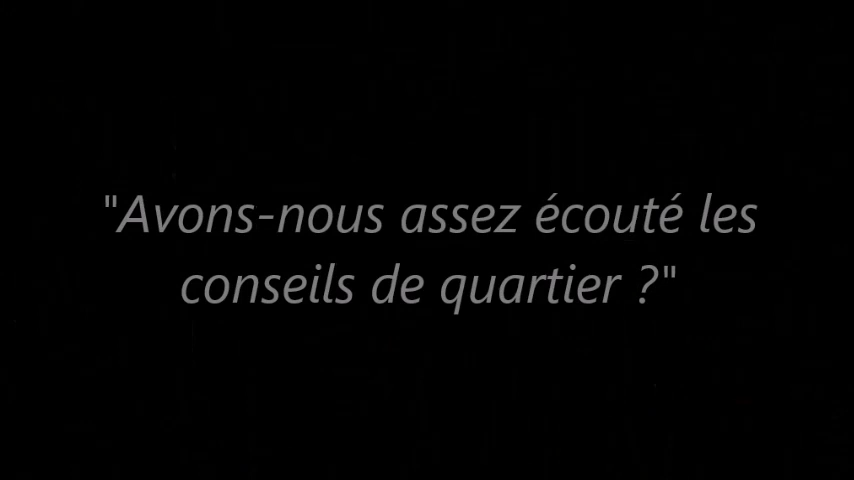 "Avons-nous assez écouté les
conseils de quartier ?"